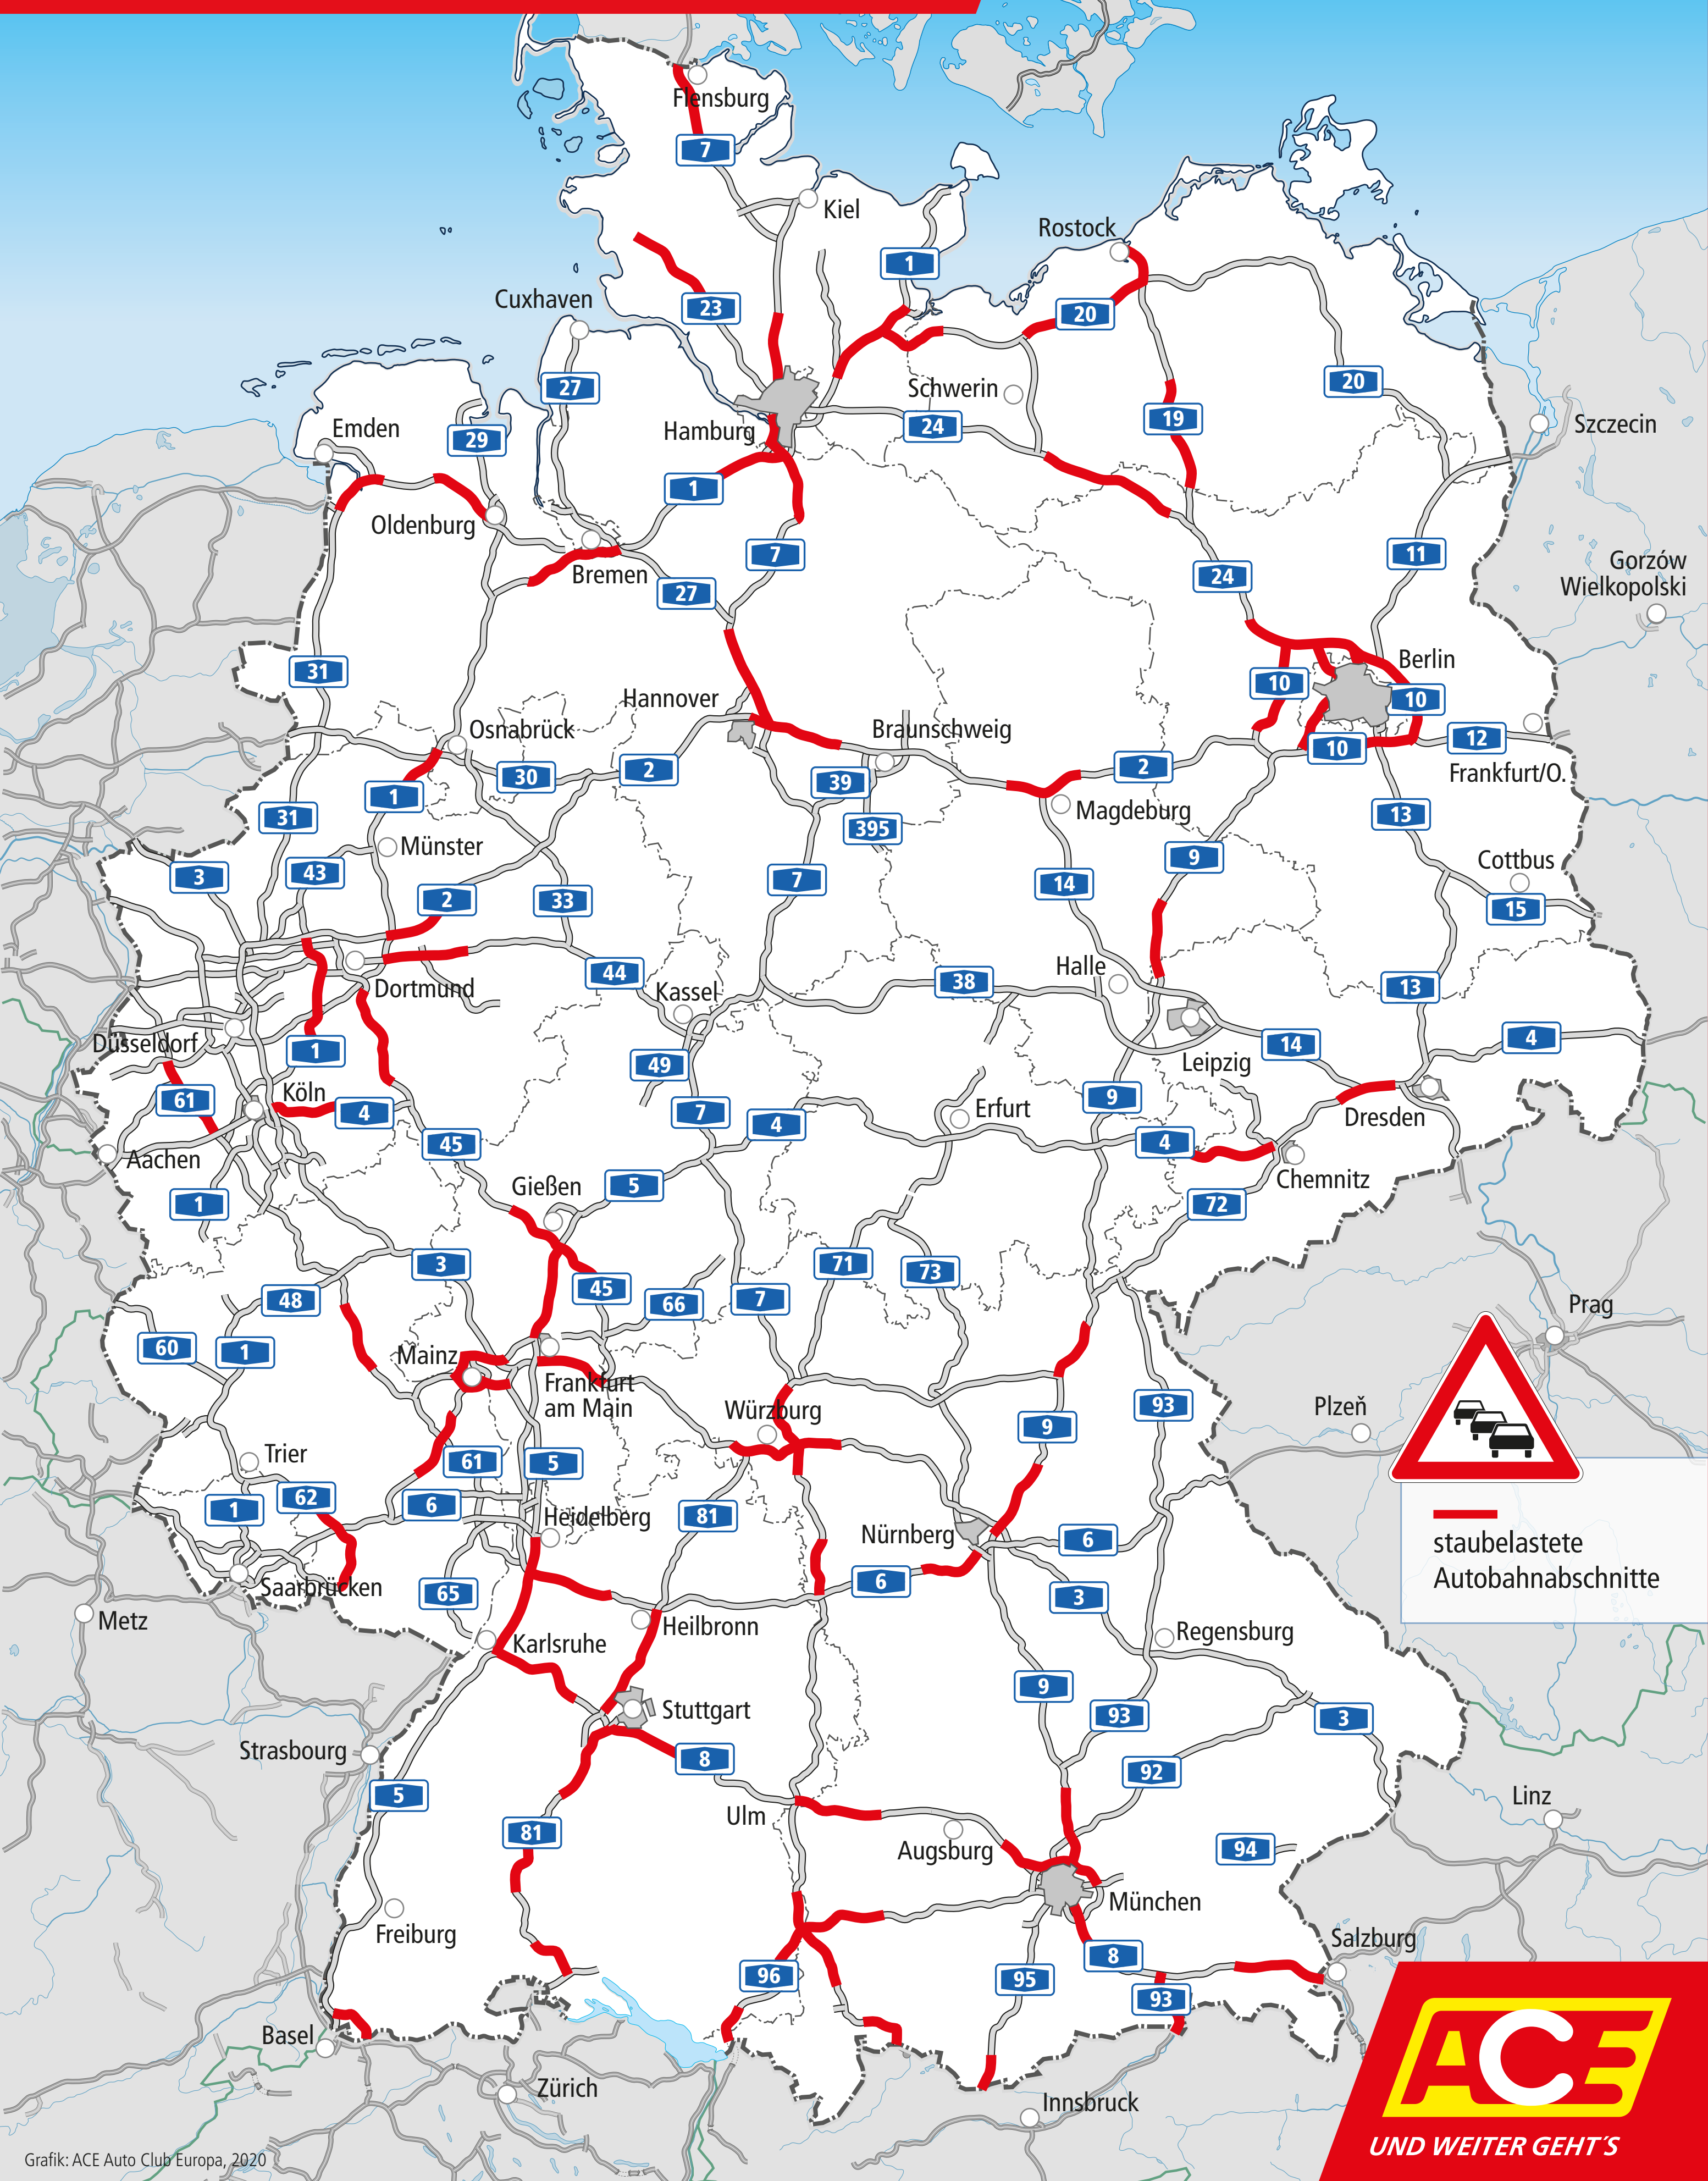 Flensburg
7
Kiel
Rostock
1
23
20
Cuxhaven
27
20
Schwerin
19
24
Szczecin
Emden
29
Hamburg
1
Oldenburg
7
11
Bremen
27
24
Gorzów
Wielkopolski
31
Berlin
10
10
Hannover
Osnabrück
Braunschweig
12
10
2
30
2
39
Frankfurt/O.
1
31
Magdeburg
13
395
Münster
9
Cottbus
3
43
7
14
2
33
15
Dortmund
44
38
Halle
13
Kassel
Düsseldorf
1
14
4
49
Leipzig
61
Köln
4
7
4
Erfurt
9
Dresden
Aachen
45
4
Chemnitz
1
Gießen
5
72
3
71
73
48
45
66
7
Prag
60
1
Mainz
Frankfurt
am Main
Würzburg
93
Plzeň
9
Trier
61
5
1
62
6
Heidelberg
81
Nürnberg
6
staubelastete
Autobahnabschnitte
Saarbrücken
65
6
3
Metz
Karlsruhe
Heilbronn
Regensburg
9
Stuttgart
93
3
Strasbourg
8
92
5
Ulm
Linz
81
Augsburg
94
München
Freiburg
Salzburg
96
95
8
93
Basel
Zürich
Innsbruck
ACE
UND WEITER GEHT´S
Grafik: ACE Auto Club Europa, 2020